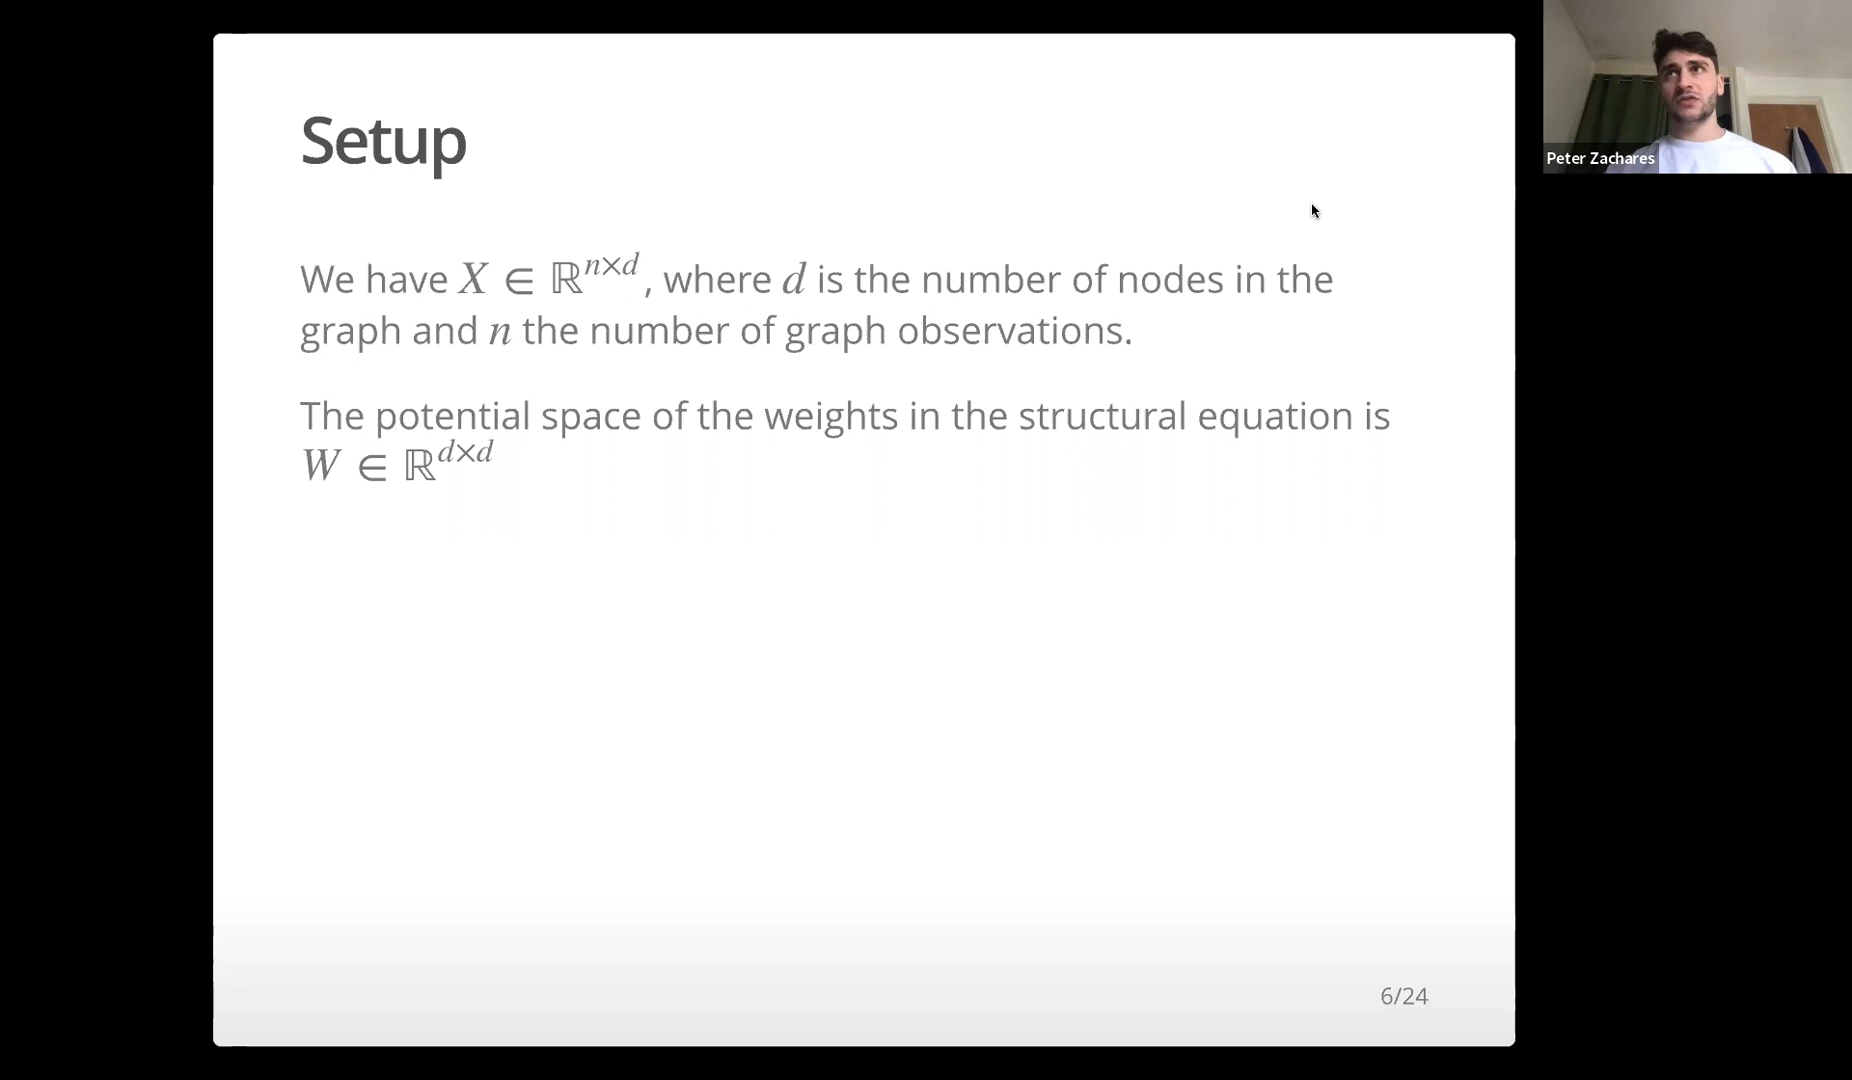 Setup
We have X ∈ ℝ^{n×d}, where d is the number of nodes in the
graph and n the number of graph observations.
The potential space of the weights in the structural equation is
W ∈ ℝ^{d×d}
6/24
Peter Zachares